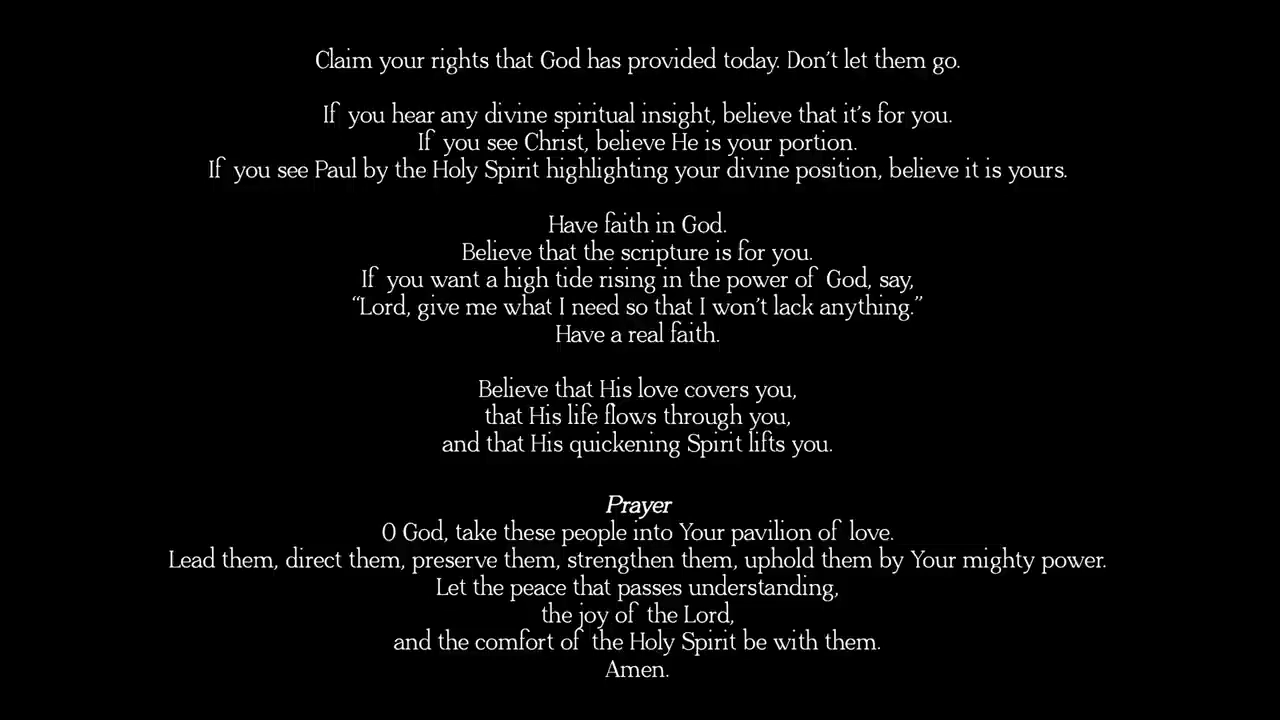 Claim your rights that God has provided today. Don’t let them go.
If you hear any divine spiritual insight, believe that it’s for you.
If you see Christ, believe He is your portion.
If you see Paul by the Holy Spirit highlighting your divine position, believe it is yours.
Have faith in God.
Believe that the scripture is for you.
If you want a high tide rising in the power of God, say,
“Lord, give me what I need so that I won’t lack anything.”
Have a real faith.
Believe that His love covers you,
that His life flows through you,
and that His quickening Spirit lifts you.
Prayer
O God, take these people into Your pavilion of love.
Lead them, direct them, preserve them, strengthen them, uphold them by Your mighty power.
Let the peace that passes understanding,
the joy of the Lord,
and the comfort of the Holy Spirit be with them.
Amen.